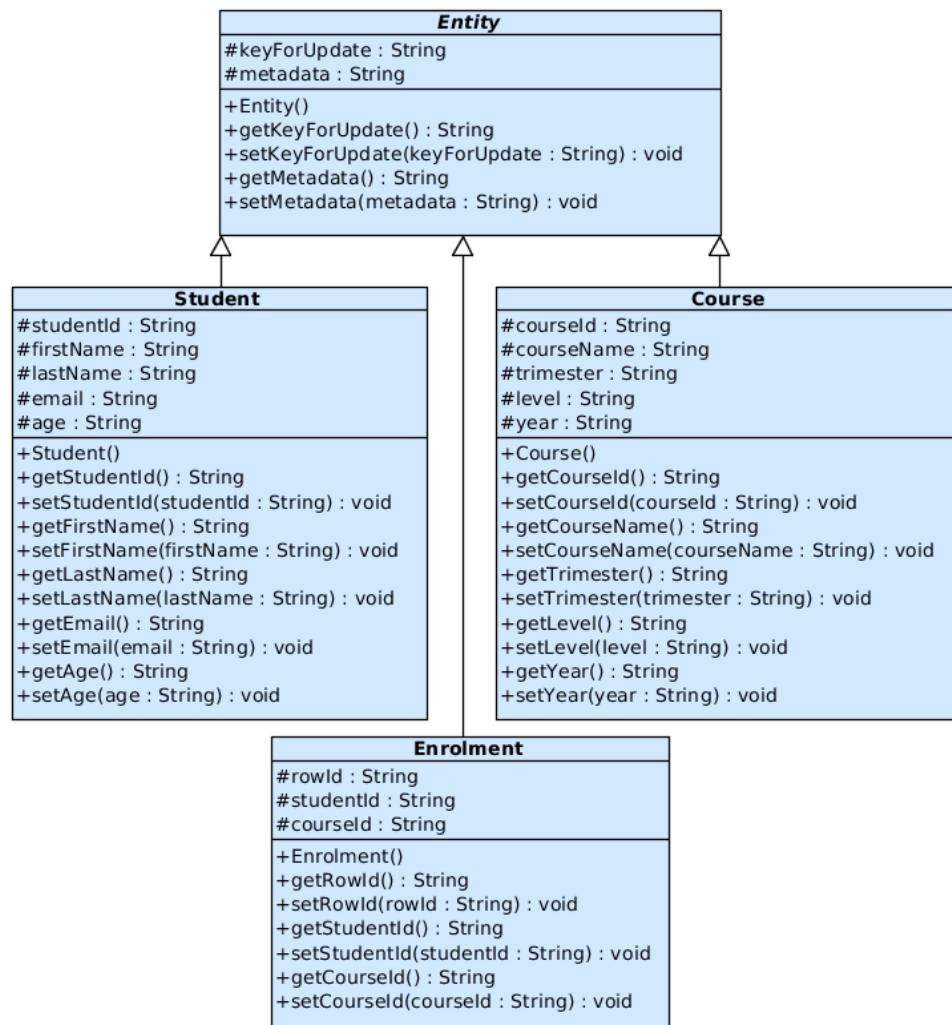 Entity
#keyForUpdate : String
#metadata : String
+Entity()
+getKeyForUpdate() : String
+setKeyForUpdate(keyForUpdate : String) : void
+getMetadata() : String
+setMetadata(metadata : String) : void
Student
#studentId : String
#firstName : String
#lastName : String
#email : String
#age : String
+Student()
+getStudentId() : String
+setStudentId(studentId : String) : void
+getFirstName() : String
+setFirstName(firstName : String) : void
+getLastName() : String
+setLastName(lastName : String) : void
+getEmail() : String
+setEmail(email : String) : void
+getAge() : String
+setAge(age : String) : void
Course
#courseId : String
#courseName : String
#trimester : String
#level : String
#year : String
+Course()
+getCourseId() : String
+setCourseId(courseId : String) : void
+getCourseName() : String
+setCourseName(courseName : String) : void
+getTrimester() : String
+setTrimester(trimester : String) : void
+getLevel() : String
+setLevel(level : String) : void
+getYear() : String
+setYear(year : String) : void
Enrolment
#rowId : String
#studentId : String
#courseId : String
+Enrolment()
+getRowId() : String
+setRowId(rowId : String) : void
+getStudentId() : String
+setStudentId(studentId : String) : void
+getCourseId() : String
+setCourseId(courseId : String) : void